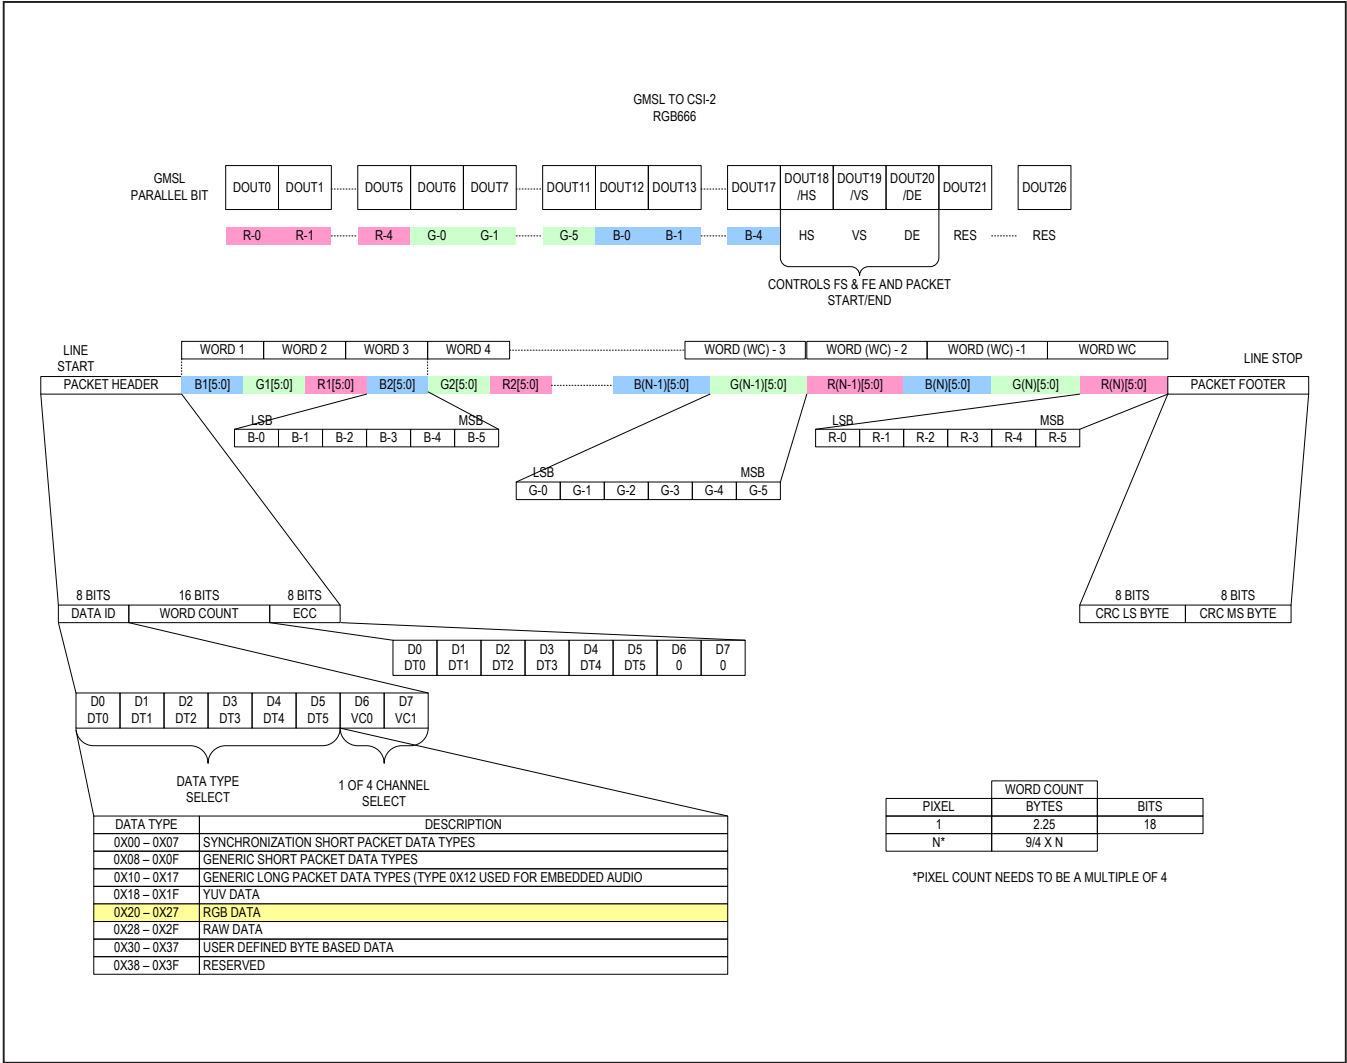 GMSL TO CSI-2
RGB666
GMSL
PARALLEL BIT
DOUT0 DOUT1 DOUT5 DOUT6 DOUT7 DOUT11 DOUT12 DOUT13 DOUT17 DOUT18 /HS DOUT19 /VS DOUT20 /DE DOUT21 DOUT26
R-0 R-1 R-4 G-0 G-1 G-5 B-0 B-1 B-4 HS VS DE RES RES
CONTROLS FS & FE AND PACKET
START/END
LINE
START
WORD 1 WORD 2 WORD 3 WORD 4 WORD (WC) - 3 WORD (WC) - 2 WORD (WC) -1 WORD WC
LINE STOP
PACKET HEADER B1[5:0] G1[5:0] R1[5:0] B2[5:0] G2[5:0] R2[5:0] B(N-1)[5:0] G(N-1)[5:0] R(N-1)[5:0] B(N)[5:0] G(N)[5:0] R(N)[5:0] PACKET FOOTER
LSB MSB
B-0 B-1 B-2 B-3 B-4 B-5
LSB MSB
R-0 R-1 R-2 R-3 R-4 R-5
LSB MSB
G-0 G-1 G-2 G-3 G-4 G-5
8 BITS 16 BITS 8 BITS
DATA ID WORD COUNT ECC
8 BITS 8 BITS
CRC LS BYTE CRC MS BYTE
D0 D1 D2 D3 D4 D5 D6 D7
DT0 DT1 DT2 DT3 DT4 DT5 0 0
D0 D1 D2 D3 D4 D5 D6 D7
DT0 DT1 DT2 DT3 DT4 DT5 VC0 VC1
DATA TYPE
SELECT
1 OF 4 CHANNEL
SELECT
DATA TYPE DESCRIPTION
0X00 – 0X07 SYNCHRONIZATION SHORT PACKET DATA TYPES
0X08 – 0X0F GENERIC SHORT PACKET DATA TYPES
0X10 – 0X17 GENERIC LONG PACKET DATA TYPES (TYPE 0X12 USED FOR EMBEDDED AUDIO
0X18 – 0X1F YUV DATA
0X20 – 0X27 RGB DATA
0X28 – 0X2F RAW DATA
0X30 – 0X37 USER DEFINED BYTE BASED DATA
0X38 – 0X3F RESERVED
WORD COUNT
PIXEL BYTES BITS
1 2.25 18
N* 9/4 X N
*PIXEL COUNT NEEDS TO BE A MULTIPLE OF 4